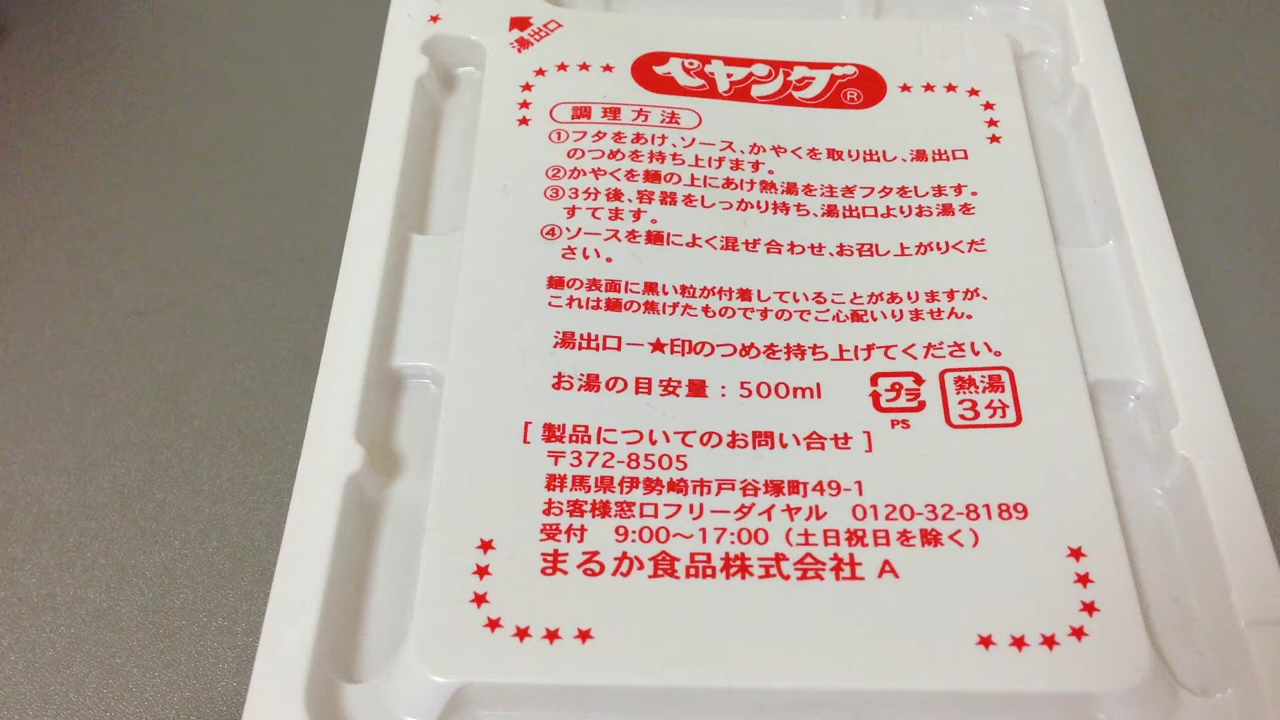 湯出口
ペヤング®
調理方法
①フタをあけ、ソース、かやくを取り出し、湯出口
のつめを持ち上げます。
②かやくを麺の上にあけ熱湯を注ぎフタをします。
③3分後、容器をしっかり持ち、湯出口よりお湯を
すてます。
④ソースを麺によく混ぜ合わせ、お召し上がりくだ
さい。
麺の表面に黒い粒が付着していることがありますが、
これは麺の焦げたものですのでご心配いりません。
湯出口ー★印のつめを持ち上げてください。
お湯の目安量：500ml
プラ
PS
熱湯
3分
[ 製品についてのお問い合せ ]
〒372-8505
群馬県伊勢崎市戸谷塚町49-1
お客様窓口フリーダイヤル 0120-32-8189
受付 9:00〜17:00（土日祝日を除く）
まるか食品株式会社 A